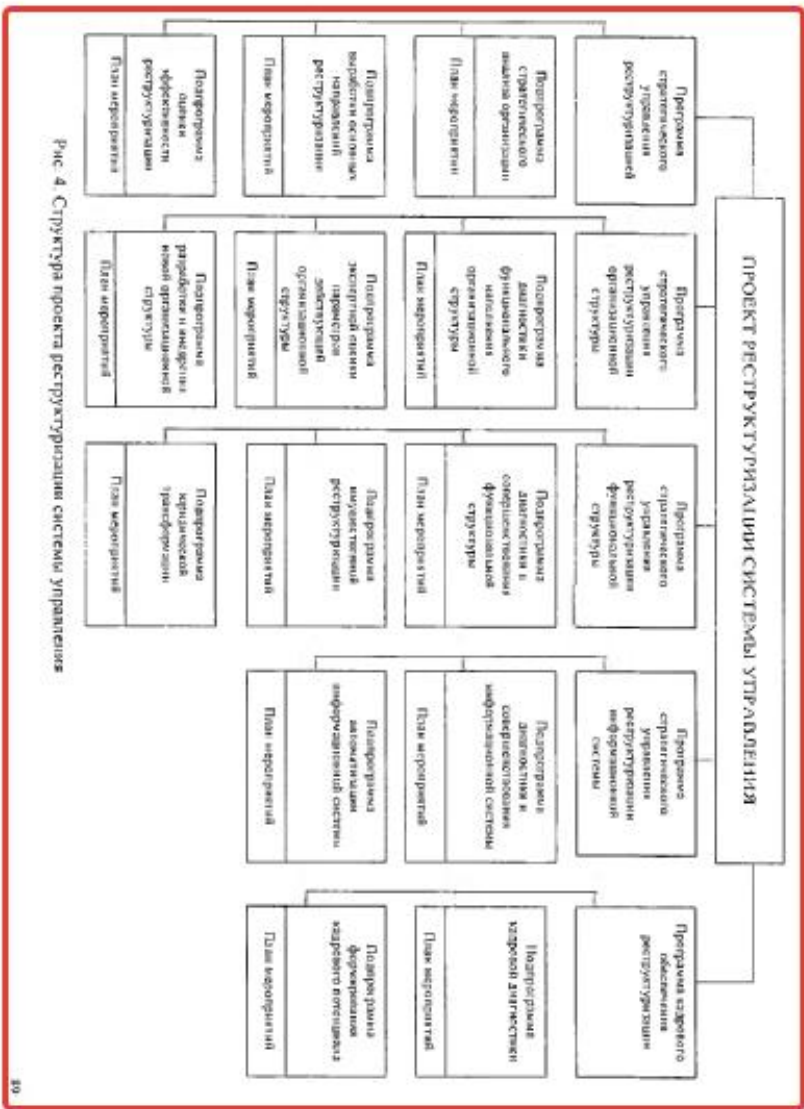 ПРОЕКТ РЕСТРУКТУРИЗАЦИИ СИСТЕМЫ УПРАВЛЕНИЯ
Программа
стратегического
управления
реструктуризацией
Подпрограмма
стратегического
анализа организации
План мероприятий
Подпрограмма
выработки основных
направлений
реструктуризации
План мероприятий
Подпрограмма
оценки
эффективности
реструктуризации
План мероприятий
Программа
стратегического
управления
реструктуризации
организационной
структуры
Подпрограмма
диагностики
функционального
наполнения
организационной
структуры
План мероприятий
Подпрограмма
экспертной оценки
параметров
действующей
организационной
структуры
План мероприятий
Подпрограмма
разработки и внедрения
новой организационной
структуры
План мероприятий
Программа
стратегического
управления
реструктуризации
функциональной
структуры
Подпрограмма
диагностики и
совершенствования
функциональной
структуры
План мероприятий
Подпрограмма
имущественной
реструктуризации
План мероприятий
Подпрограмма
юридической
трансформации
План мероприятий
Программа
стратегического
управления
реструктуризации
информационной
системы
Подпрограмма
диагностики и
совершенствования
информационной системы
План мероприятий
Подпрограмма
автоматизации
информационной системы
План мероприятий
Программа кадрового
обеспечения
реструктуризации
Подпрограмма
кадровой диагностики
План мероприятий
Подпрограмма
формирования
кадрового потенциала
План мероприятий
Рис. 4. Структура проекта реструктуризации системы управления
89